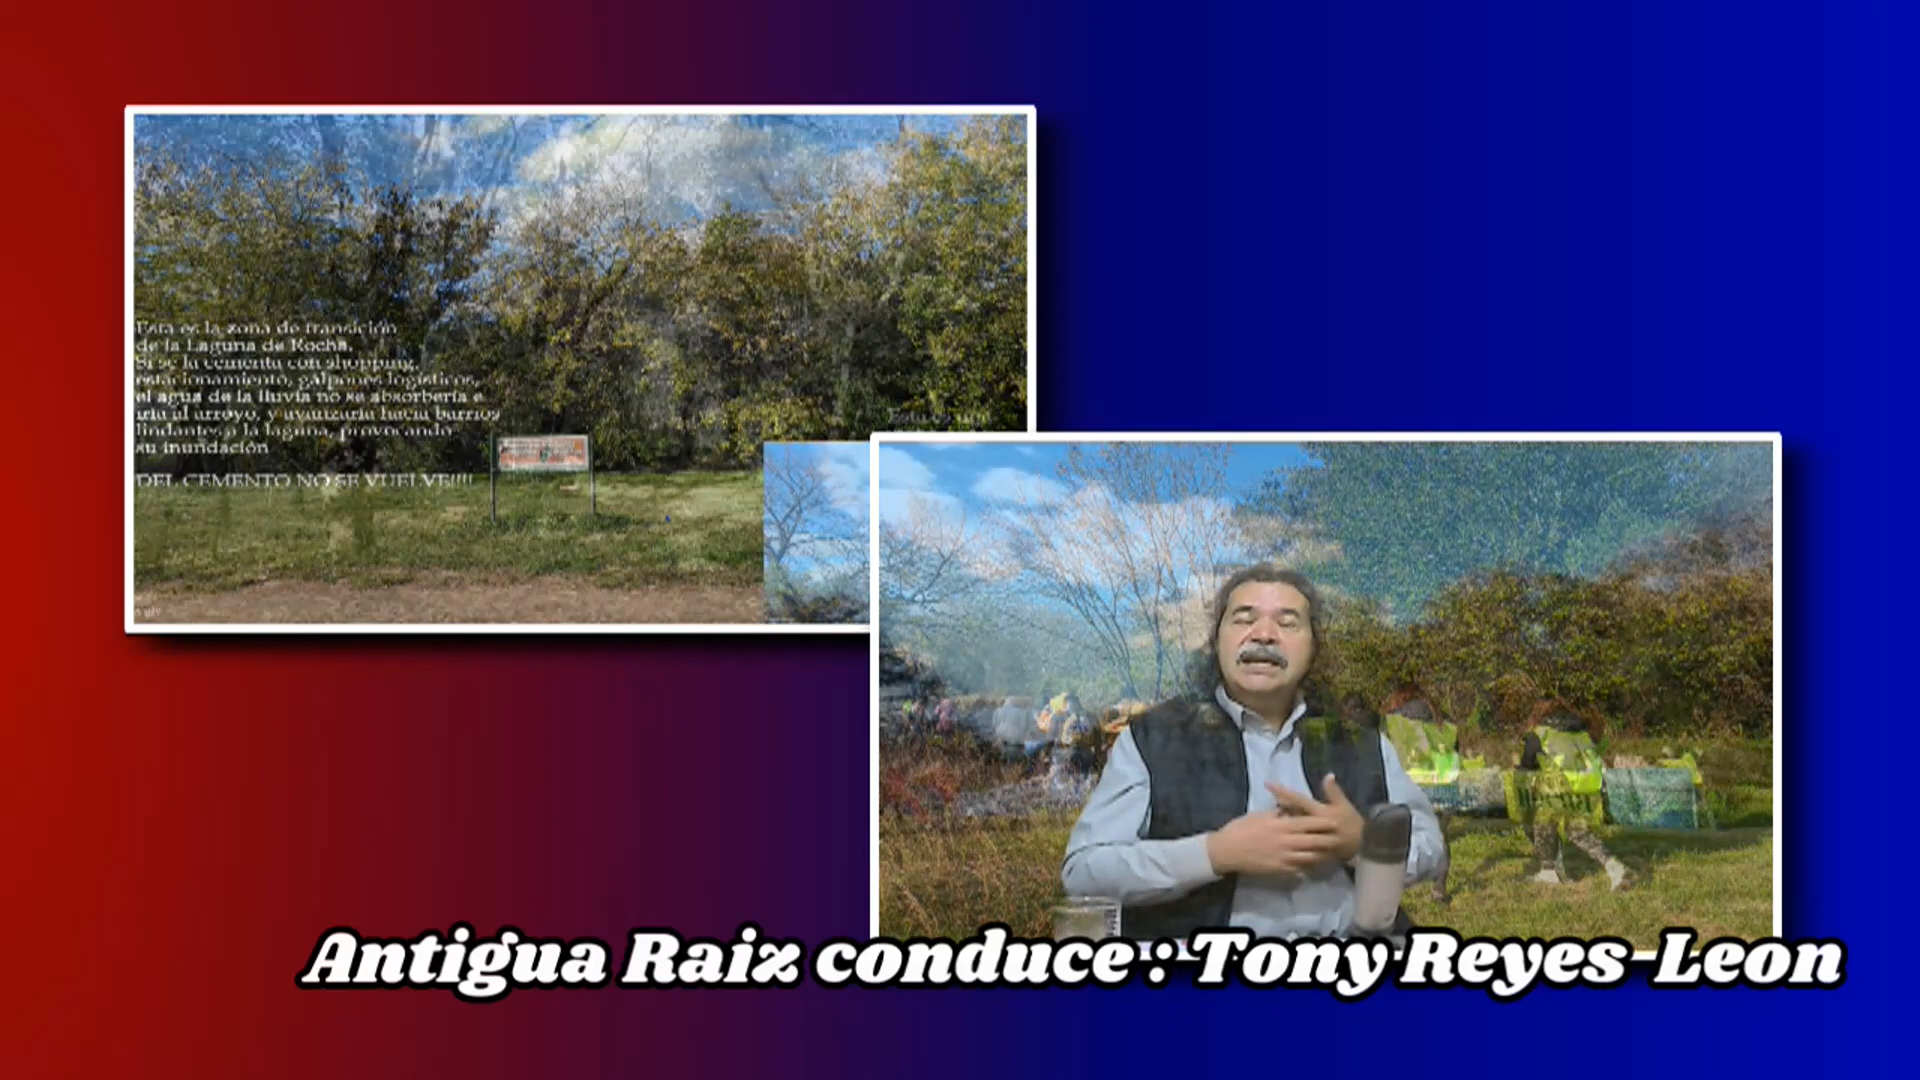 Esta es la zona de transición
de la Laguna de Rocha.
Si se la cementa con shopping,
estacionamiento, galpones logísticos,
el agua de la lluvia no se absorbería e
iría al arroyo, y avanzaría hacia barrios
lindantes a la laguna, provocando
su inundación
DEL CEMENTO NO SE VUELVE!!!!
Antigua Raiz conduce : Tony Reyes-Leon